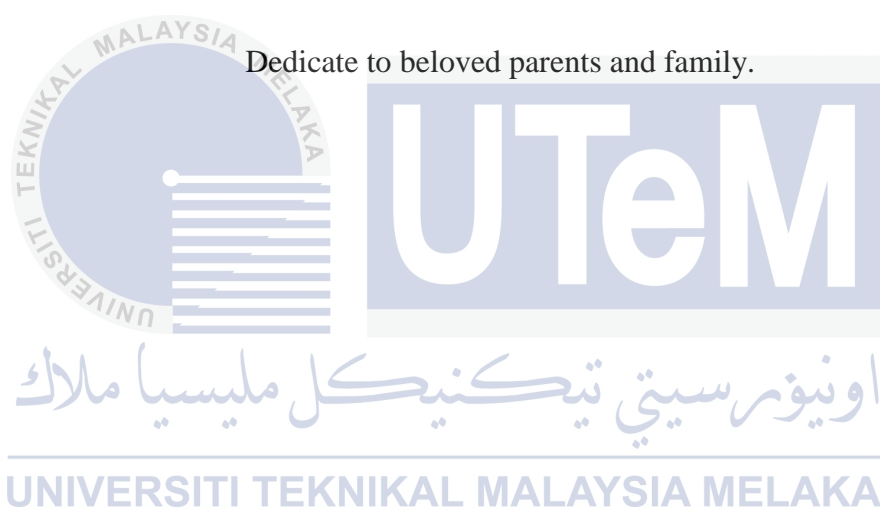 Dedicate to beloved parents and family.
UNIVERSITI TEKNIKAL MALAYSIA MELAKA
UTeM
اونيۏرسيتي تيكنيكل مليسيا ملاك
UNIVERSITI TEKNIKAL MALAYSIA MELAKA